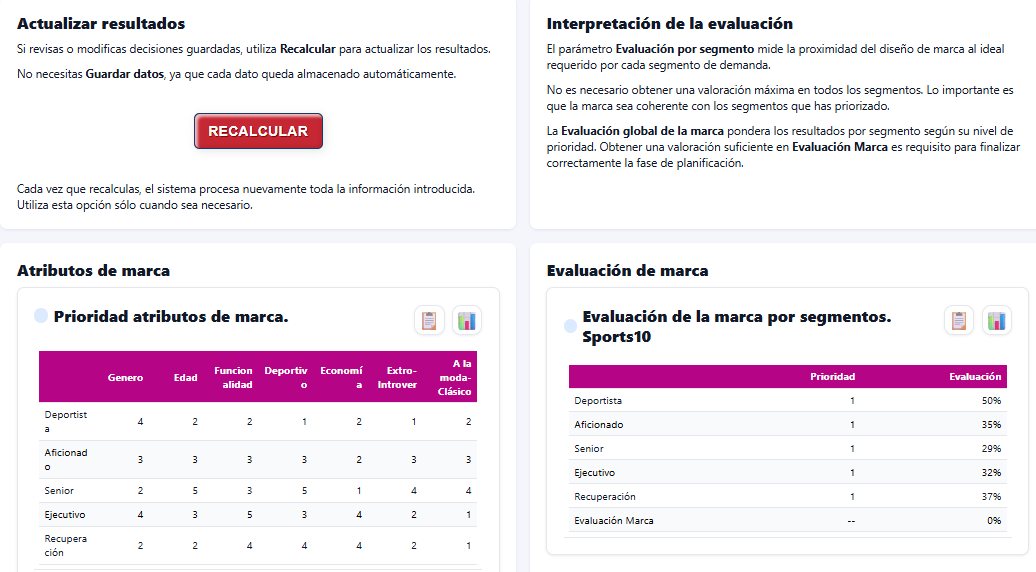 Actualizar resultados
Si revisas o modificas decisiones guardadas, utiliza Recalcular para actualizar los resultados.
No necesitas Guardar datos, ya que cada dato queda almacenado automáticamente.
RECALCULAR
Cada vez que recalculas, el sistema procesa nuevamente toda la información introducida.
Utiliza esta opción sólo cuando sea necesario.
Interpretación de la evaluación
El parámetro Evaluación por segmento mide la proximidad del diseño de marca al ideal
requerido por cada segmento de demanda.
No es necesario obtener una valoración máxima en todos los segmentos. Lo importante es
que la marca sea coherente con los segmentos que has priorizado.
La Evaluación global de la marca pondera los resultados por segmento según su nivel de
prioridad. Obtener una valoración suficiente en Evaluación Marca es requisito para finalizar
correctamente la fase de planificación.
Atributos de marca
Prioridad atributos de marca.
Genero Edad Funcion
alidad Deportiv
o Economí
a Extro-
Introver A la
moda-
Clásico
Deportist
a 4 2 2 1 2 1 2
Aficionad
o 3 3 3 3 2 3 3
Senior 2 5 3 5 1 4 4
Ejecutivo 4 3 5 3 4 2 1
Recupera
ción 2 2 4 4 4 2 1
Evaluación de marca
Evaluación de la marca por segmentos.
Sports10
Prioridad Evaluación
Deportista 1 50%
Aficionado 1 35%
Senior 1 29%
Ejecutivo 1 32%
Recuperación 1 37%
Evaluación Marca -- 0%